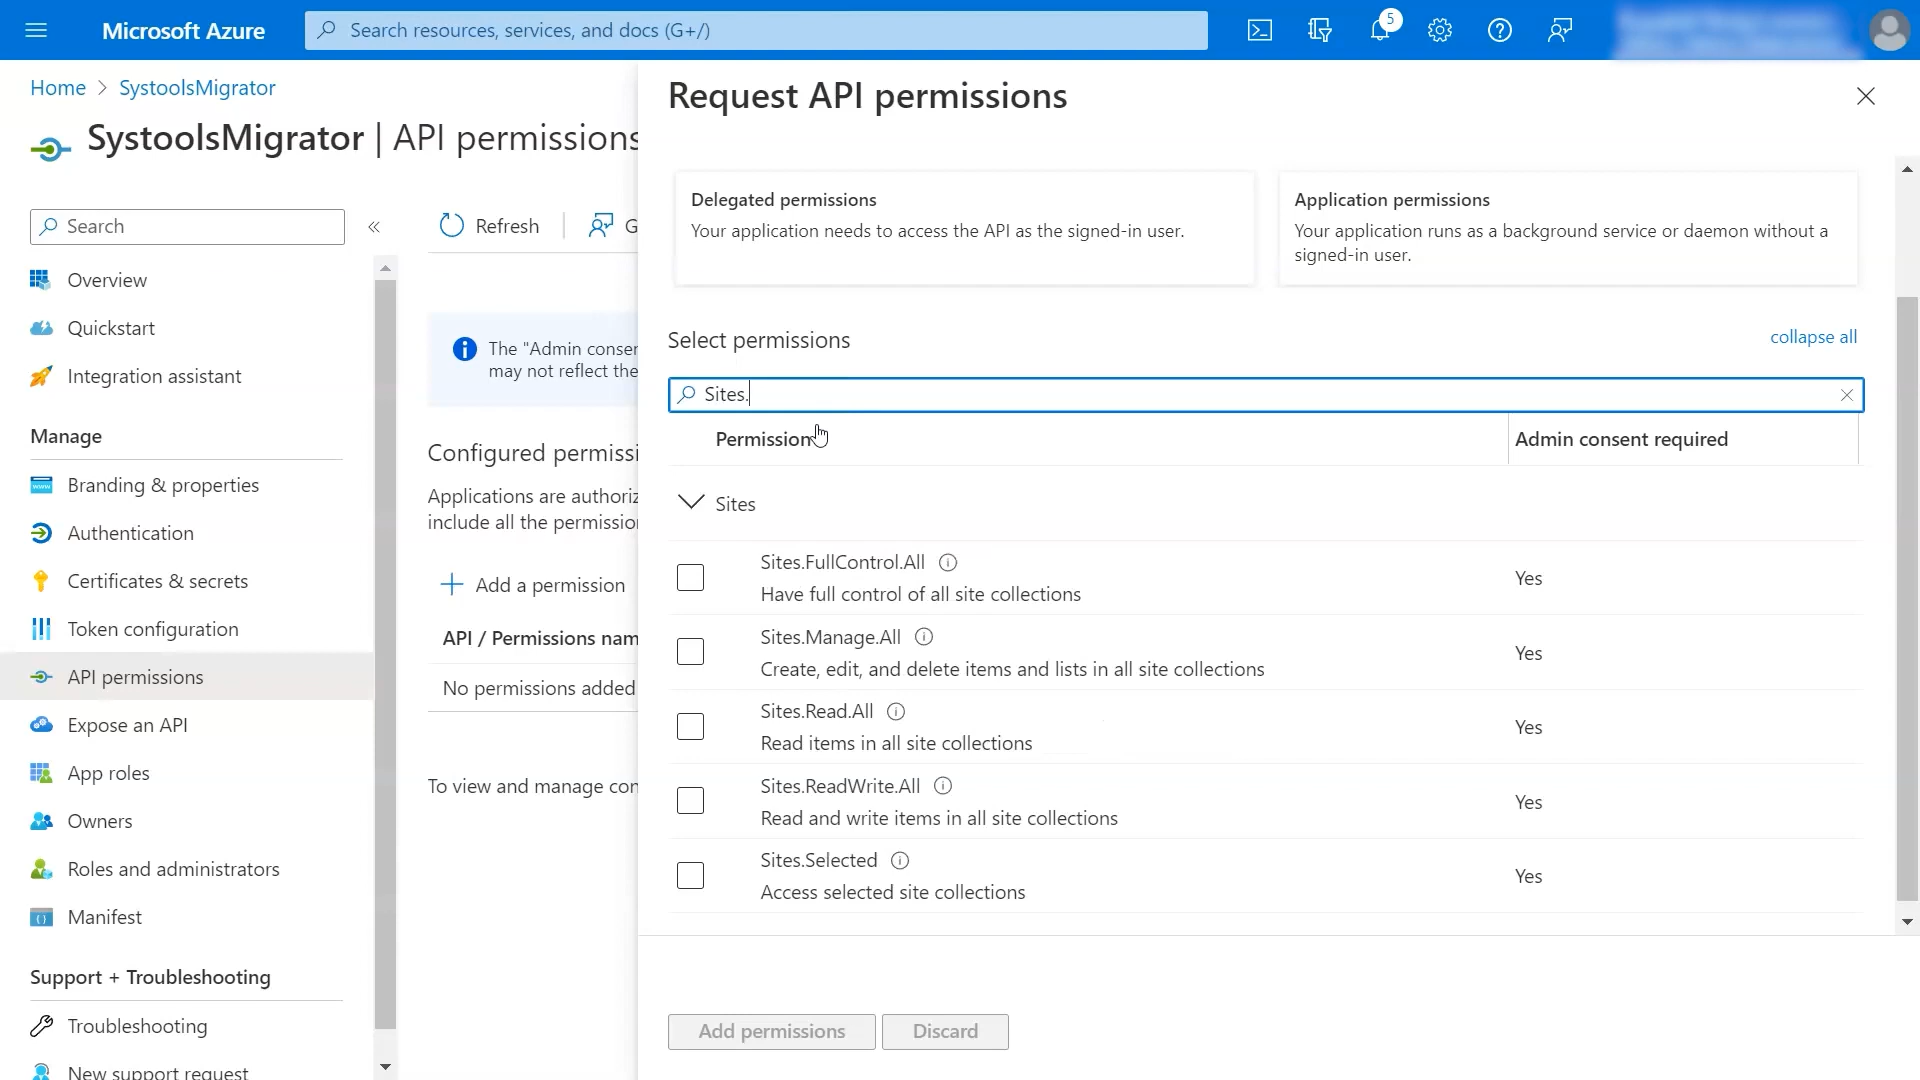 Microsoft Azure
Search resources, services, and docs (G+/)
5
Home > SystoolsMigrator
SystoolsMigrator | API permissions
Search
«
Overview
Quickstart
Integration assistant
Manage
Branding & properties
Authentication
Certificates & secrets
Token configuration
API permissions
Expose an API
App roles
Owners
Roles and administrators
Manifest
Support + Troubleshooting
Troubleshooting
New support request
Refresh
G
The "Admin conser
may not reflect the
Configured permissi
Applications are authoriz
include all the permission
Add a permission
API / Permissions nam
No permissions added
To view and manage con
Request API permissions
Delegated permissions
Your application needs to access the API as the signed-in user.
Application permissions
Your application runs as a background service or daemon without a
signed-in user.
Select permissions
collapse all
Sites.
Permission
Admin consent required
Sites
Sites.FullControl.All
Have full control of all site collections
Yes
Sites.Manage.All
Create, edit, and delete items and lists in all site collections
Yes
Sites.Read.All
Read items in all site collections
Yes
Sites.ReadWrite.All
Read and write items in all site collections
Yes
Sites.Selected
Access selected site collections
Yes
Add permissions
Discard